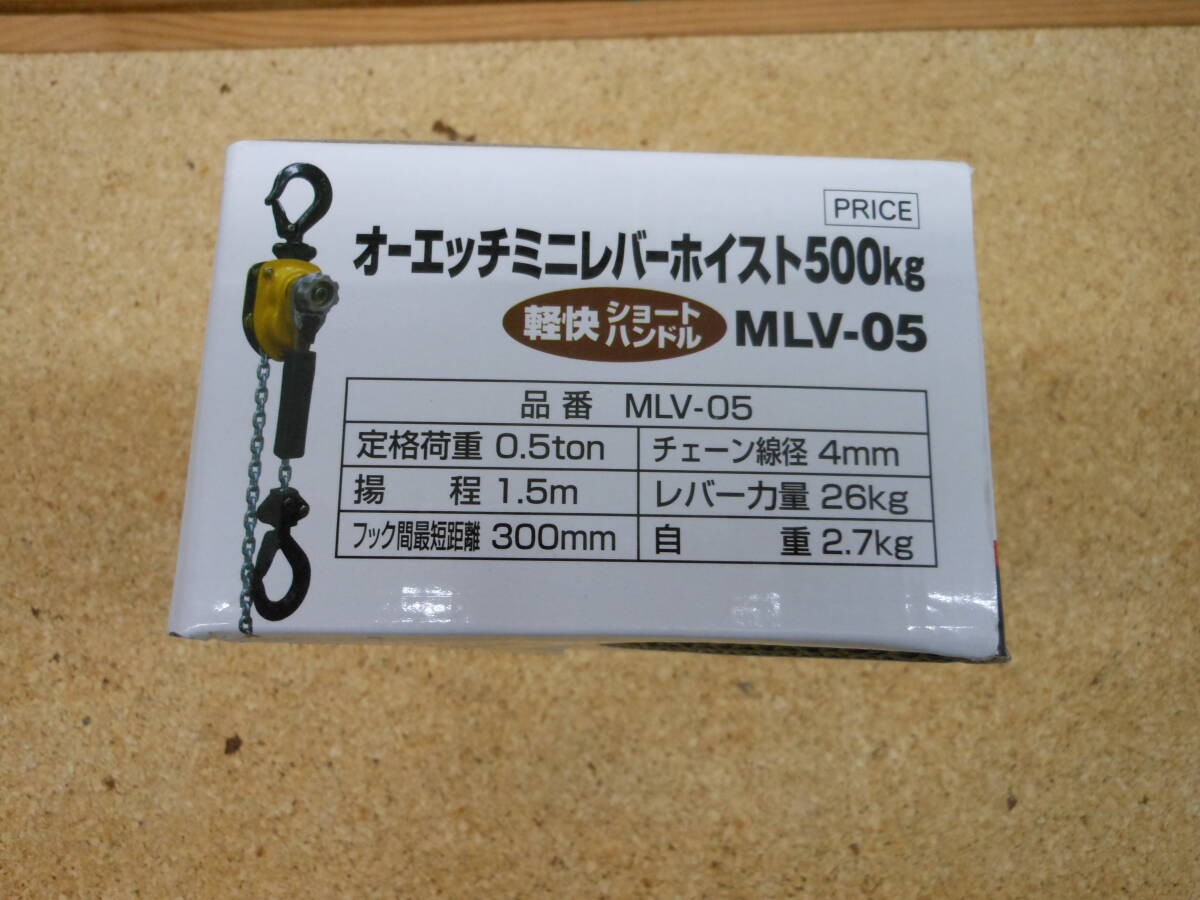 PRICE
オーエッチミニレバーホイスト500kg
軽快 ショートハンドル MLV-05
品番 MLV-05
定格荷重 0.5ton チェーン線径 4mm
揚程 1.5m レバー力量 26kg
フック間最短距離 300mm 自重 2.7kg